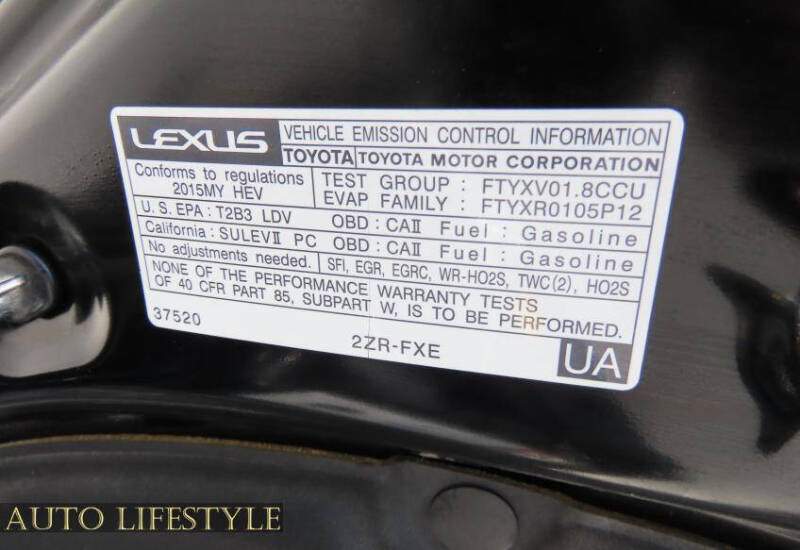 LEXUS VEHICLE EMISSION CONTROL INFORMATION
TOYOTA TOYOTA MOTOR CORPORATION
Conforms to regulations
2015MY HEV
TEST GROUP : FTYXV01.8CCU
EVAP FAMILY : FTYXR0105P12
U.S. EPA : T2B3 LDV OBD : CAⅡ Fuel : Gasoline
California : SULEVⅡ PC OBD : CAⅡ Fuel : Gasoline
No adjustments needed. SFI, EGR, EGRC, WR-HO2S, TWC(2), HO2S
NONE OF THE PERFORMANCE WARRANTY TESTS
OF 40 CFR PART 85, SUBPART W, IS TO BE PERFORMED.
37520
2ZR-FXE
UA
AUTO LIFESTYLE